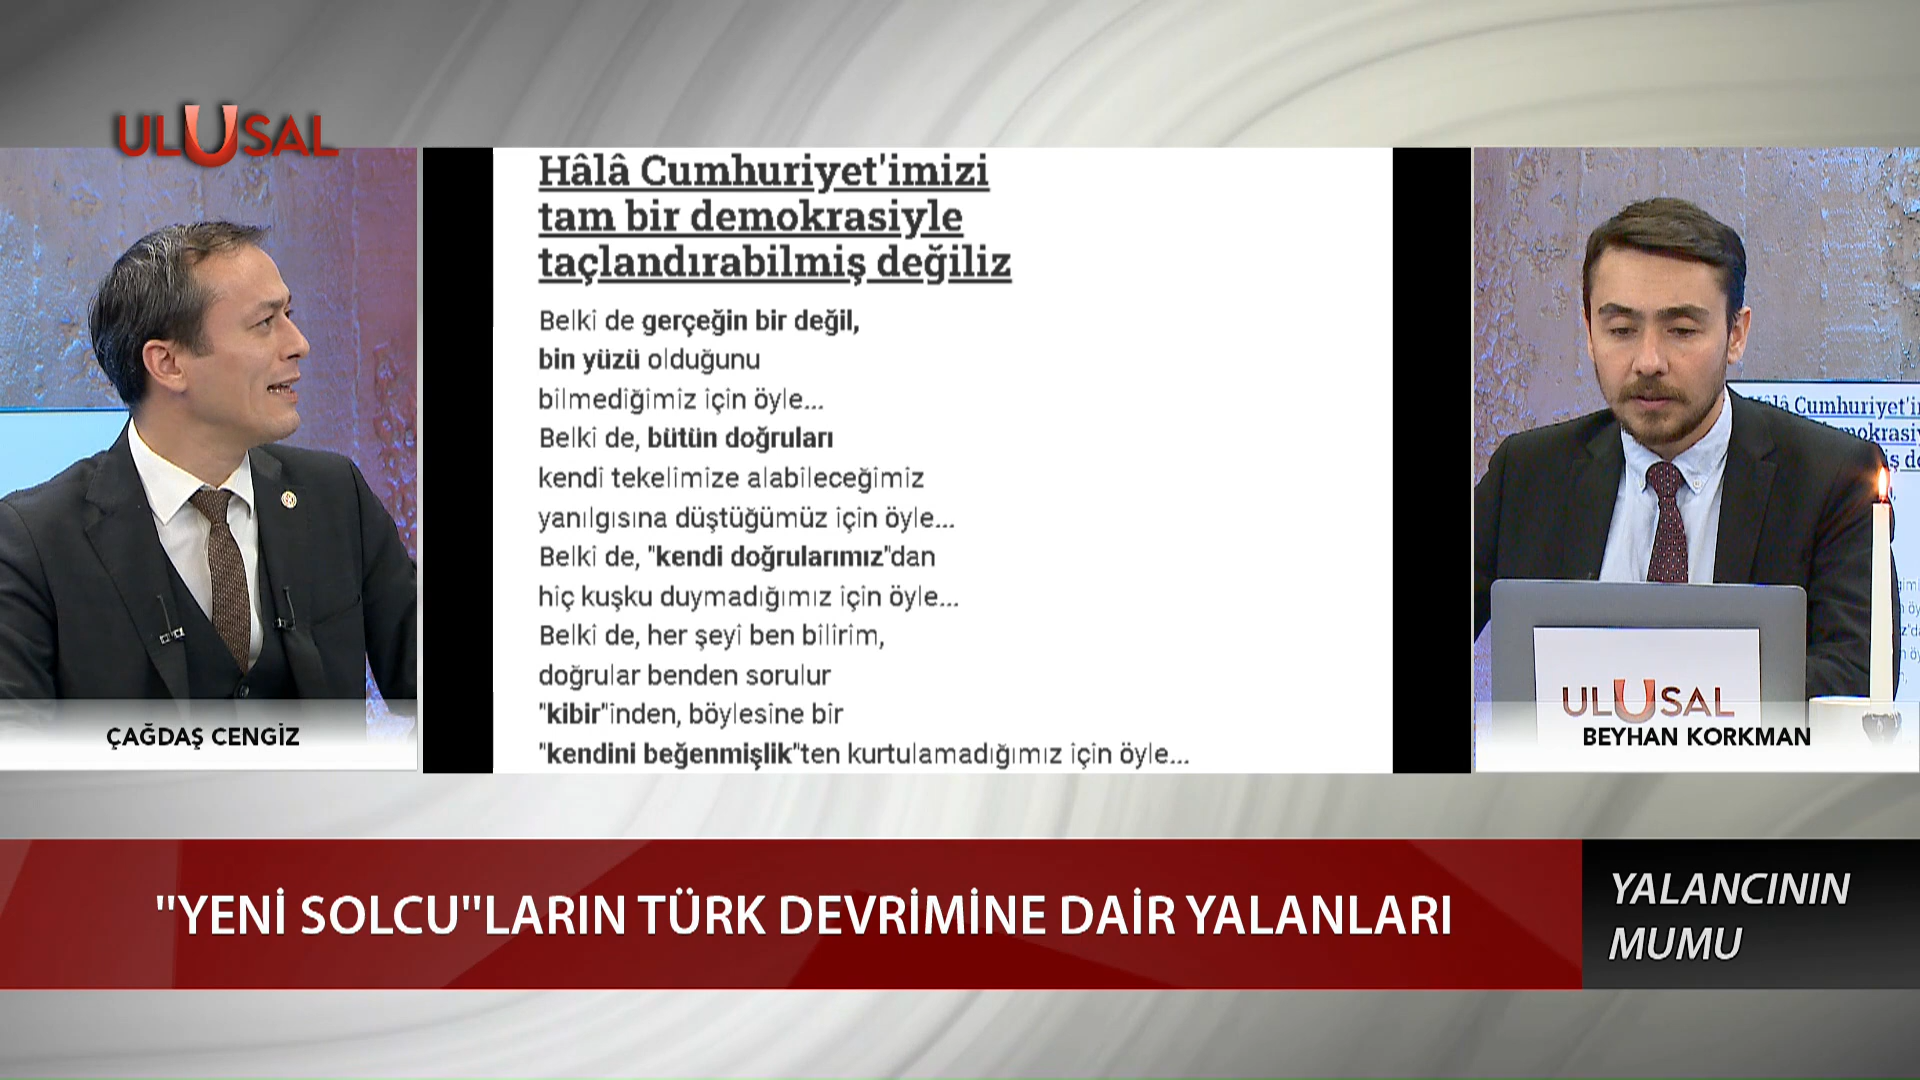 ULUSAL
Hâlâ Cumhuriyet'imizi
tam bir demokrasiyle
taçlandırabilmiş değiliz
Belki de gerçeğin bir değil,
bin yüzü olduğunu
bilmediğimiz için öyle...
Belki de, bütün doğruları
kendi tekelimize alabileceğimiz
yanılgısına düştüğümüz için öyle...
Belki de, "kendi doğrularımız"dan
hiç kuşku duymadığımız için öyle...
Belki de, her şeyi ben bilirim,
doğrular benden sorulur
"kibir"inden, böylesine bir
"kendini beğenmişlik"ten kurtulamadığımız için öyle...
Cumhuriyet'i
ULUSAL
ÇAĞDAŞ CENGİZ
BEYHAN KORKMAN
"YENİ SOLCU"LARIN TÜRK DEVRİMİNE DAİR YALANLARI
YALANCININ
MUMU